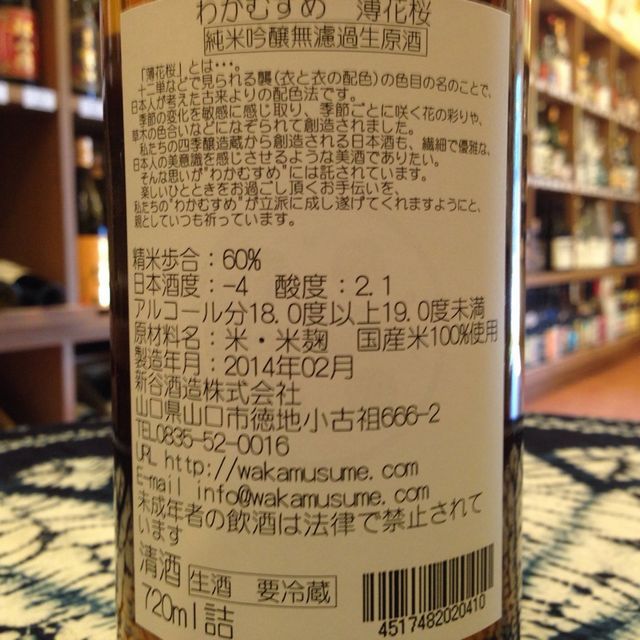 わかむすめ　薄花桜
純米吟醸無濾過生原酒
「薄花桜」とは・・・。
十二単などで見られる襲(衣と衣の配色)の色目の名のことで、
日本人が考えた古来よりの配色法です。
季節の変化を敏感に感じ取り、季節ごとに咲く花の彩りや、
草木の色合いなどになぞられて創造されました。
私たちの四季醸造蔵から創造される日本酒も、繊細で優雅な、
日本人の美意識を感じさせるような美酒でありたい。
そんな思いが"わかむすめ"には託されています。
楽しいひとときをお過ごし頂くお手伝いを、
私たちの"わかむすめ"が立派に成し遂げてくれますようにと、
親としていつも祈っています。
精米歩合：60%
日本酒度：-4　酸度：2.1
アルコール分18.0度以上19.0度未満
原材料名：米・米麹　国産米100%使用
製造年月：2014年02月
新谷酒造株式会社
山口県山口市徳地小古祖666-2
TEL0835-52-0016
URL http://wakamusume.com
E-mail info@wakamusume.com
未成年者の飲酒は法律で禁止されて
います
清酒 生酒　要冷蔵
720ml詰
4517482020410